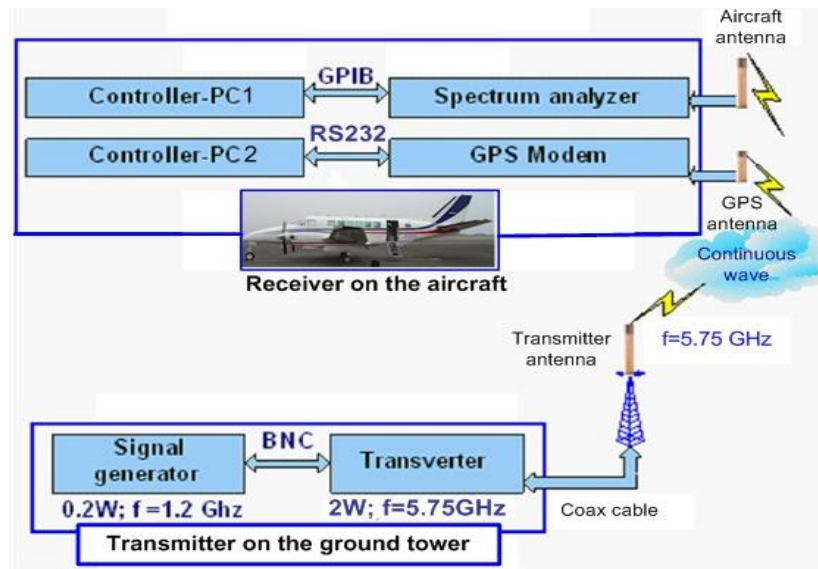 Aircraft
antenna
GPIB
Controller-PC1
Spectrum analyzer
RS232
Controller-PC2
GPS Modem
GPS
antenna
Receiver on the aircraft
Continuous
wave
Transmitter
antenna
f=5.75 GHz
BNC
Signal
generator
Transverter
0.2W; f =1.2 Ghz
2W; f=5.75GHz
Coax cable
Transmitter on the ground tower